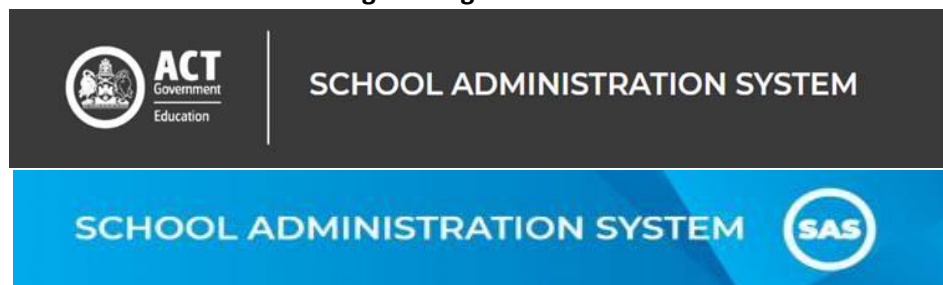 ACT
Government
Education
SCHOOL ADMINISTRATION SYSTEM
SCHOOL ADMINISTRATION SYSTEM
SAS